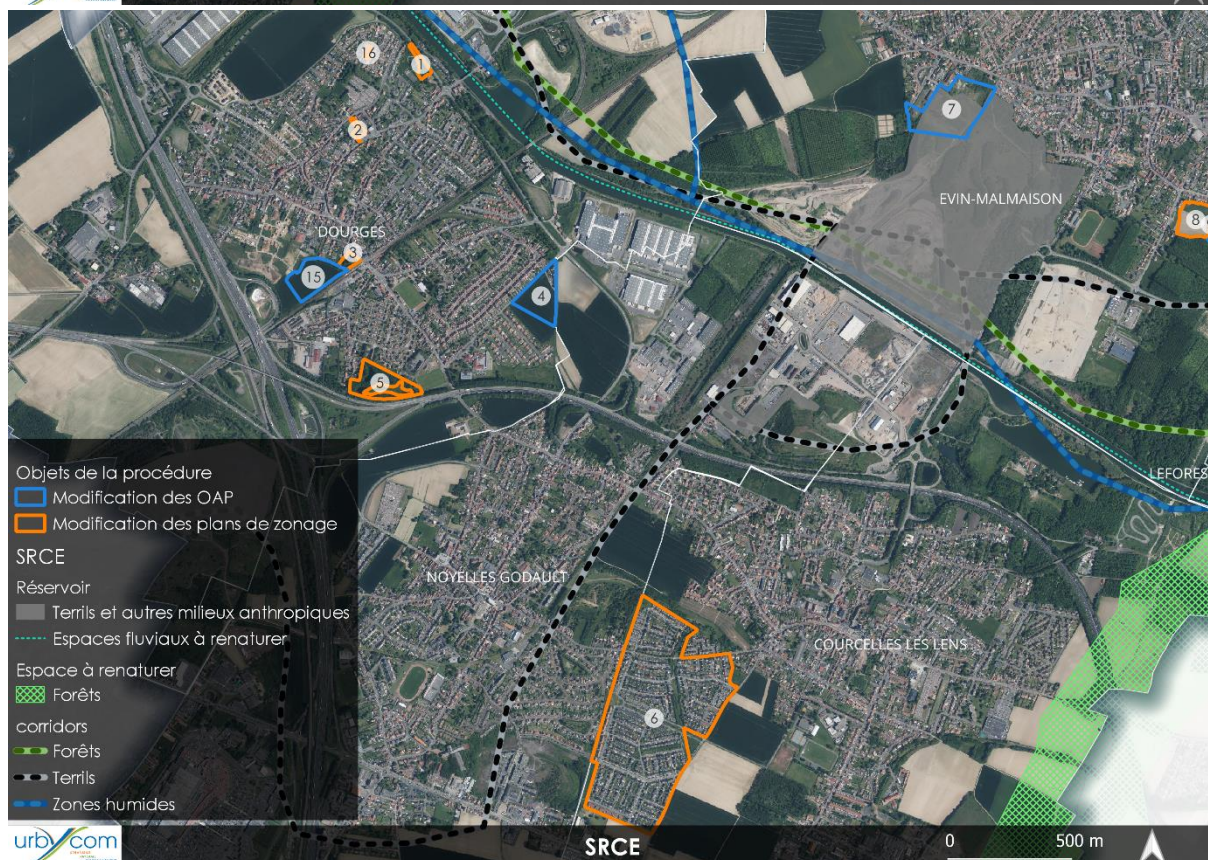 16
1
2
7
EVIN-MALMAISON
8
DOURGES
3
15
4
5
LEFORES
NOYELLES GODAULT
COURCELLES LES LENS
6
Objets de la procédure
Modification des OAP
Modification des plans de zonage
SRCE
Réservoir
Terrils et autres milieux anthropiques
Espaces fluviaux à renaturer
Espace à renaturer
Forêts
corridors
Forêts
Terrils
Zones humides
urbycom
SRCE
0 500 m